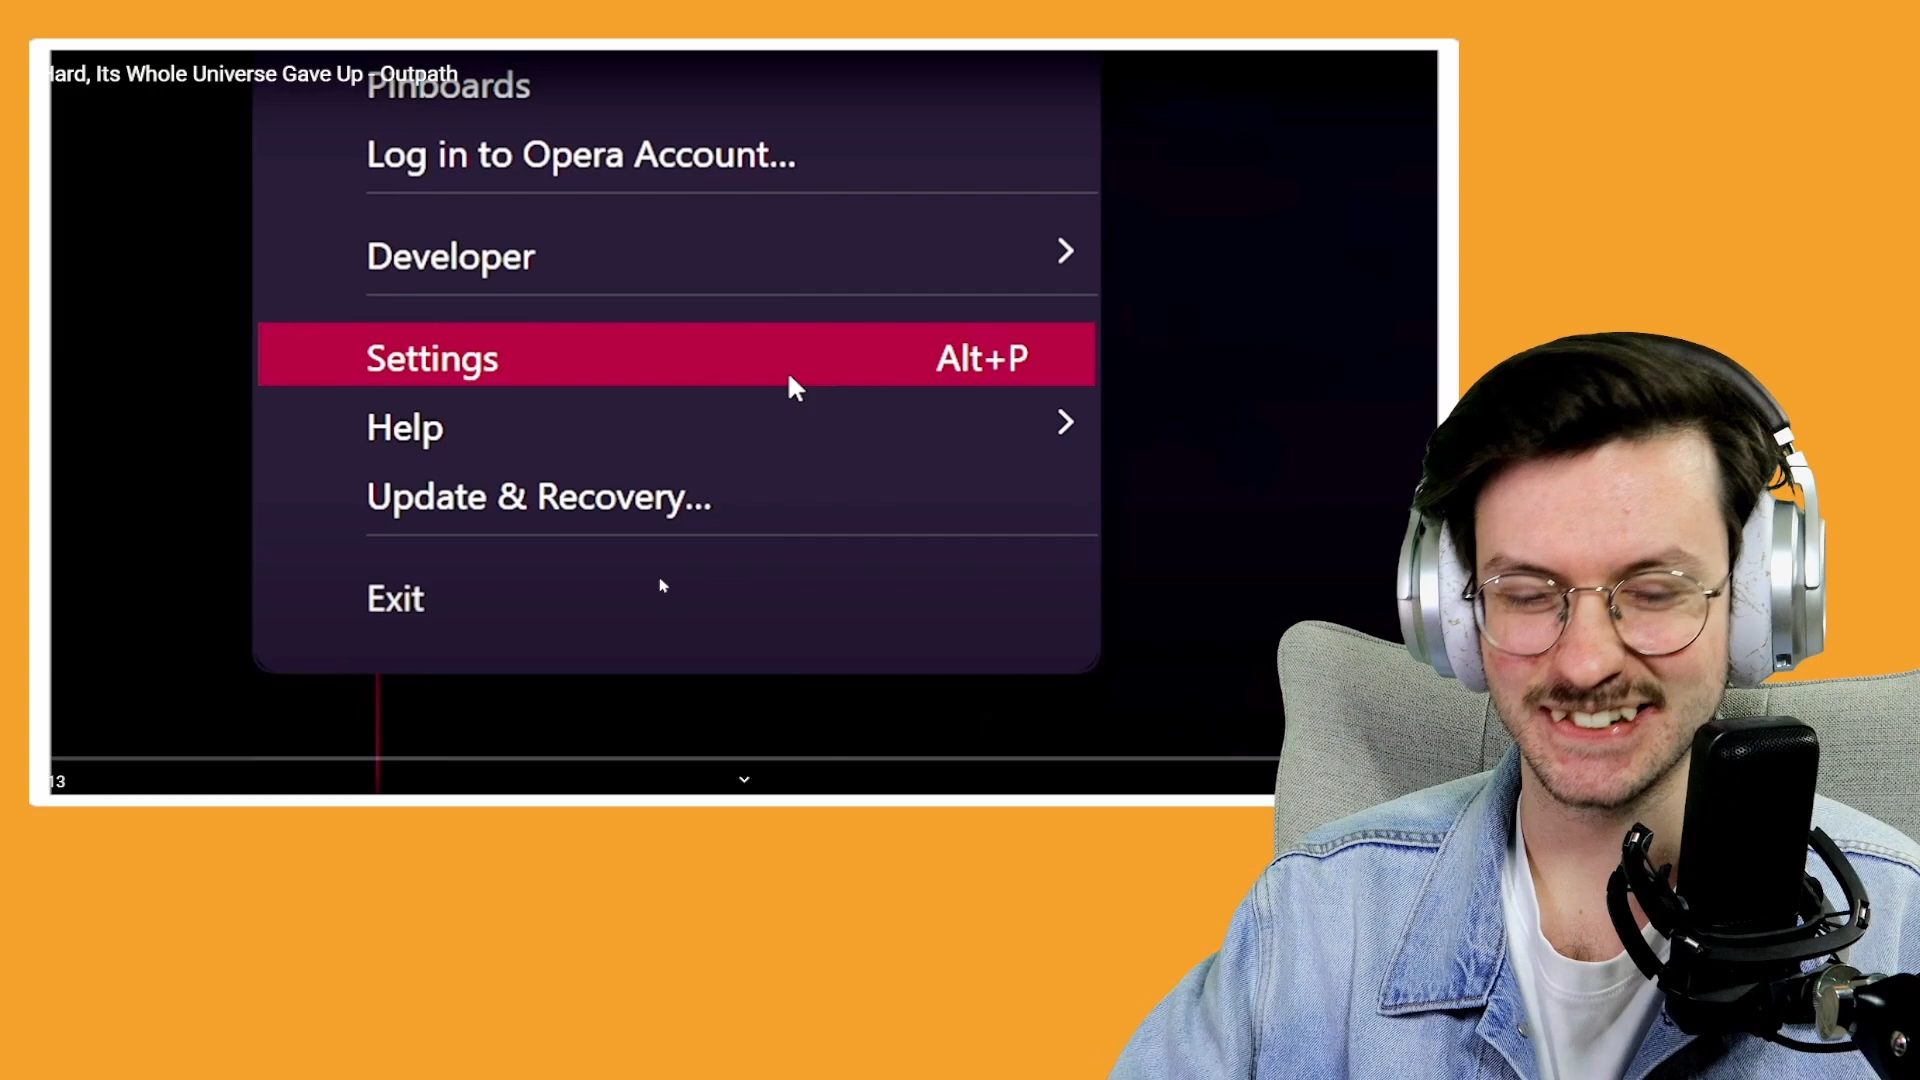 Hard, Its Whole Universe Gave Up - Outpath
Pinboards
Log in to Opera Account...
Developer
Settings Alt+P
Help
Update & Recovery...
Exit
13